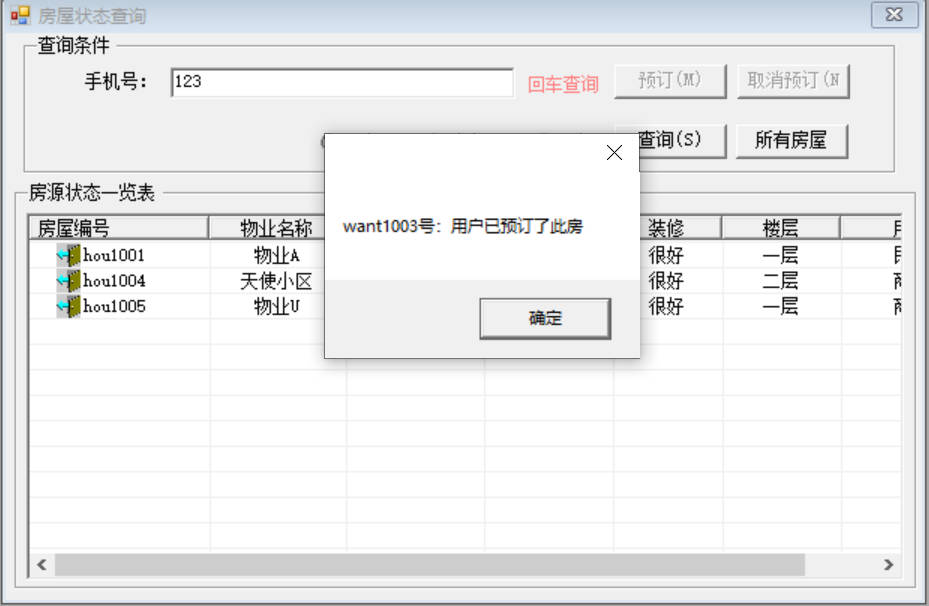 房屋状态查询
查询条件
手机号： 123 回车查询 预订(M) 取消预订(N
查询(S) 所有房屋
want1003号：用户已预订了此房
确定
房源状态一览表
房屋编号 物业名称 装修 楼层
hou1001 物业A 很好 一层
hou1004 天使小区 很好 二层
hou1005 物业U 很好 一层